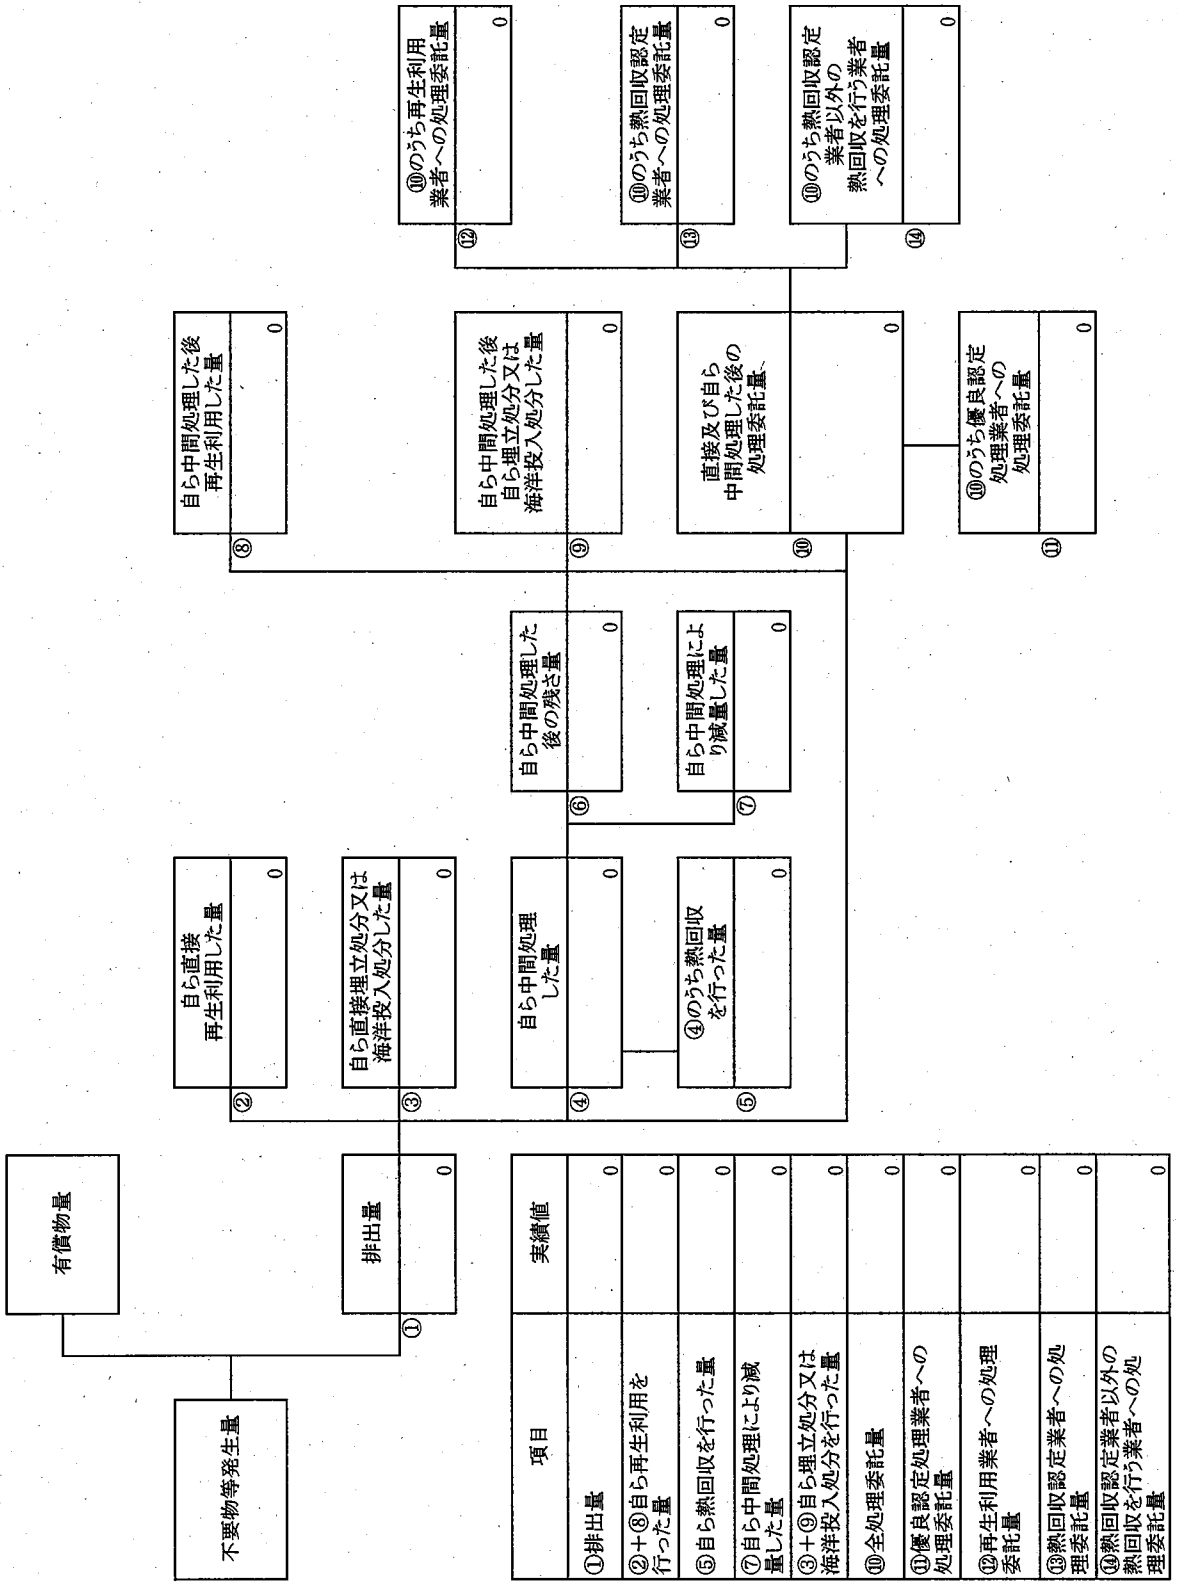 不要物等発生量
有償物量
①
排出量
0
②
自ら直接
再生利用した量
0
③
自ら直接埋立処分又は
海洋投入処分した量
0
④
自ら中間処理
した量
0
⑤
④のうち熱回収
を行った量
0
⑥
自ら中間処理した
後の残さ量
0
⑦
自ら中間処理によ
り減量した量
0
⑧
自ら中間処理した後
再生利用した量
0
⑨
自ら中間処理した後
自ら埋立処分又は
海洋投入処分した量
0
⑩
直接及び自ら
中間処理した後の
処理委託量
0
⑪
⑩のうち優良認定
処理業者への
処理委託量
0
⑫
⑩のうち再生利用
業者への処理委託量
0
⑬
⑩のうち熱回収認定
業者への処理委託量
0
⑭
⑩のうち熱回収認定
業者以外の
熱回収を行う業者
への処理委託量
0
項目
実績値
①排出量
0
②+⑧自ら再生利用を
行った量
0
⑤自ら熱回収を行った量
0
⑦自ら中間処理により減
量した量
0
③+⑨自ら埋立処分又は
海洋投入処分を行った量
0
⑩全処理委託量
0
⑪優良認定処理業者への
処理委託量
0
⑫再生利用業者への処理
委託量
0
⑬熱回収認定業者への処
理委託量
0
⑭熱回収認定業者以外の
熱回収を行う業者への処
理委託量
0